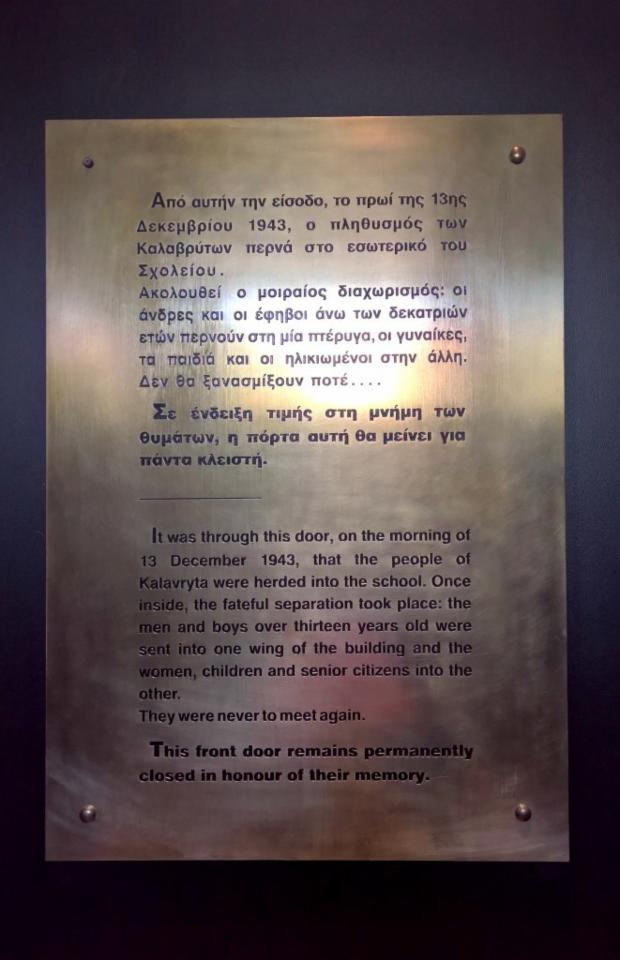 Από αυτήν την είσοδο, το πρωί της 13ης
Δεκεμβρίου 1943, ο πληθυσμός των
Καλαβρύτων περνά στο εσωτερικό του
Σχολείου.
Ακολουθεί ο μοιραίος διαχωρισμός: οι
άνδρες και οι έφηβοι άνω των δεκατριών
ετών περνούν στη μία πτέρυγα, οι γυναίκες,
τα παιδιά και οι ηλικιωμένοι στην άλλη.
Δεν θα ξανασμίξουν ποτέ....
Σε ένδειξη τιμής στη μνήμη των
θυμάτων, η πόρτα αυτή θα μείνει για
πάντα κλειστή.
It was through this door, on the morning of
13 December 1943, that the people of
Kalavryta were herded into the school. Once
inside, the fateful separation took place: the
men and boys over thirteen years old were
sent into one wing of the building and the
women, children and senior citizens into the
other.
They were never to meet again.
This front door remains permanently
closed in honour of their memory.